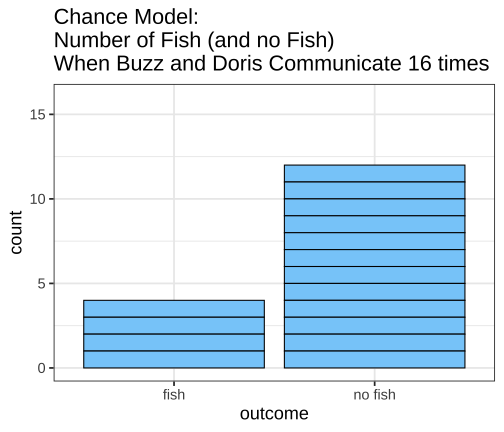 Chance Model:
Number of Fish (and no Fish)
When Buzz and Doris Communicate 16 times
15
10
5
0
count
fish
no fish
outcome